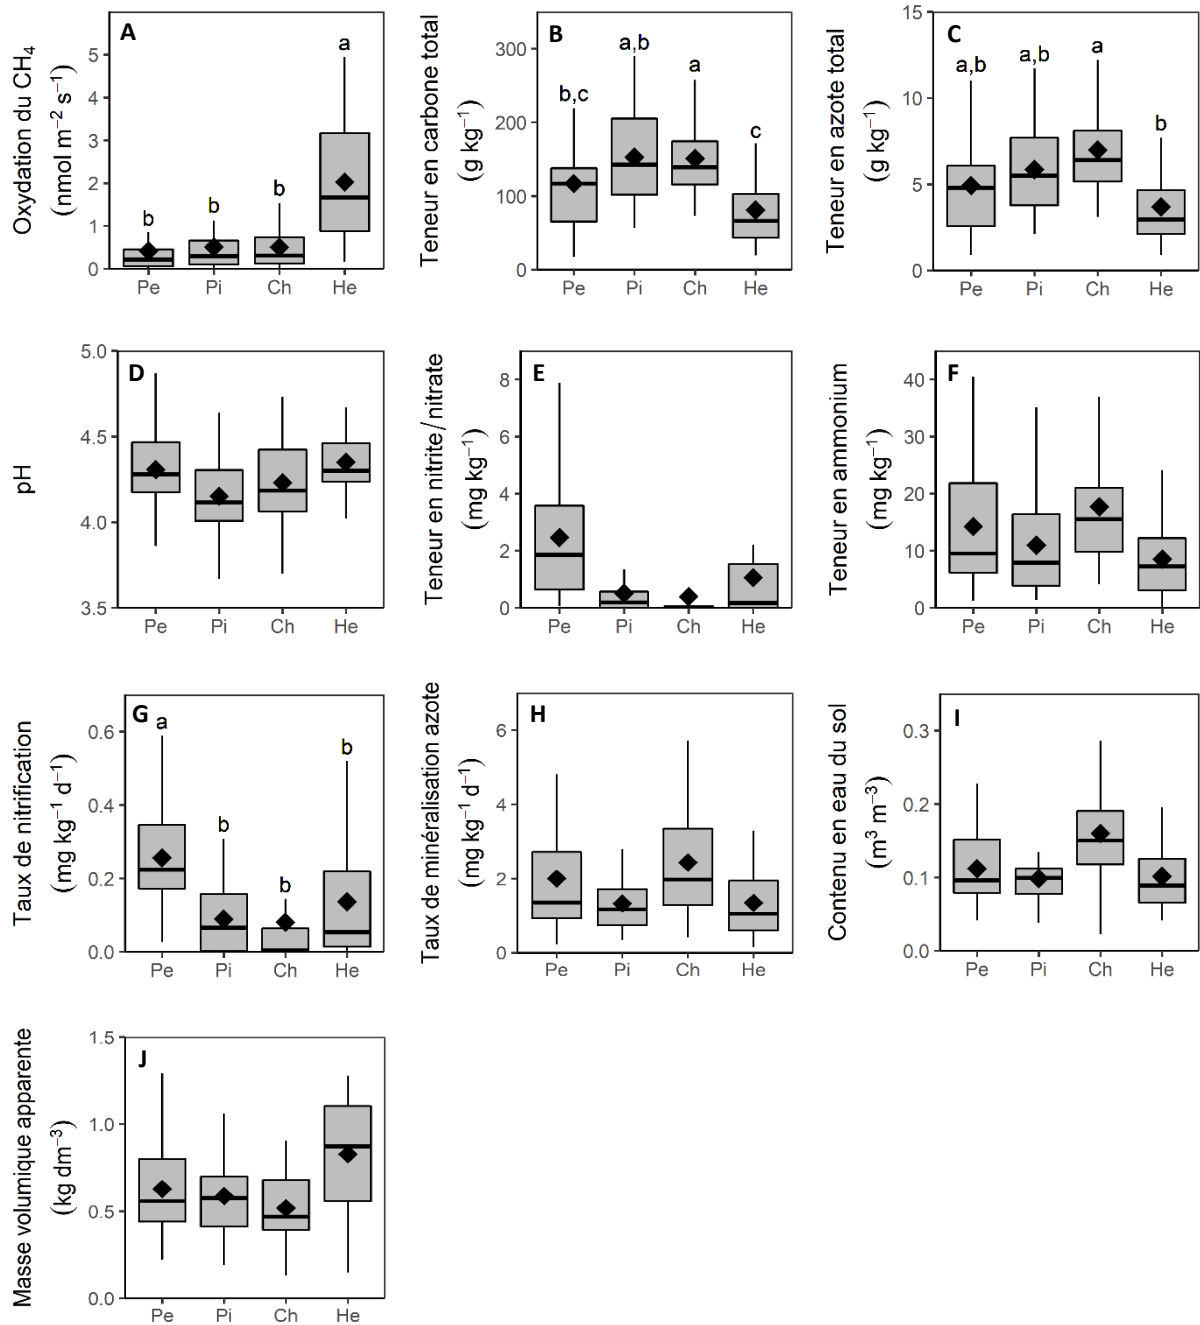 A
Oxydation du CH4
(nmol m−2 s−1)
5
4
3
2
1
0
b
b
b
a
Pe
Pi
Ch
He
B
Teneur en carbone total
(g kg−1)
300
200
100
0
b,c
a,b
a
c
Pe
Pi
Ch
He
C
Teneur en azote total
(g kg−1)
15
10
5
0
a,b
a,b
a
b
Pe
Pi
Ch
He
D
pH
5.0
4.5
4.0
3.5
Pe
Pi
Ch
He
E
Teneur en nitrite/nitrate
(mg kg−1)
8
6
4
2
0
Pe
Pi
Ch
He
F
Teneur en ammonium
(mg kg−1)
40
30
20
10
0
Pe
Pi
Ch
He
G
Taux de nitrification
(mg kg−1 d−1)
0.6
0.4
0.2
0.0
a
b
b
b
Pe
Pi
Ch
He
H
Taux de minéralisation azote
(mg kg−1 d−1)
6
4
2
0
Pe
Pi
Ch
He
I
Contenu en eau du sol
(m3 m−3)
0.3
0.2
0.1
0.0
Pe
Pi
Ch
He
J
Masse volumique apparente
(kg dm−3)
1.5
1.0
0.5
0.0
Pe
Pi
Ch
He